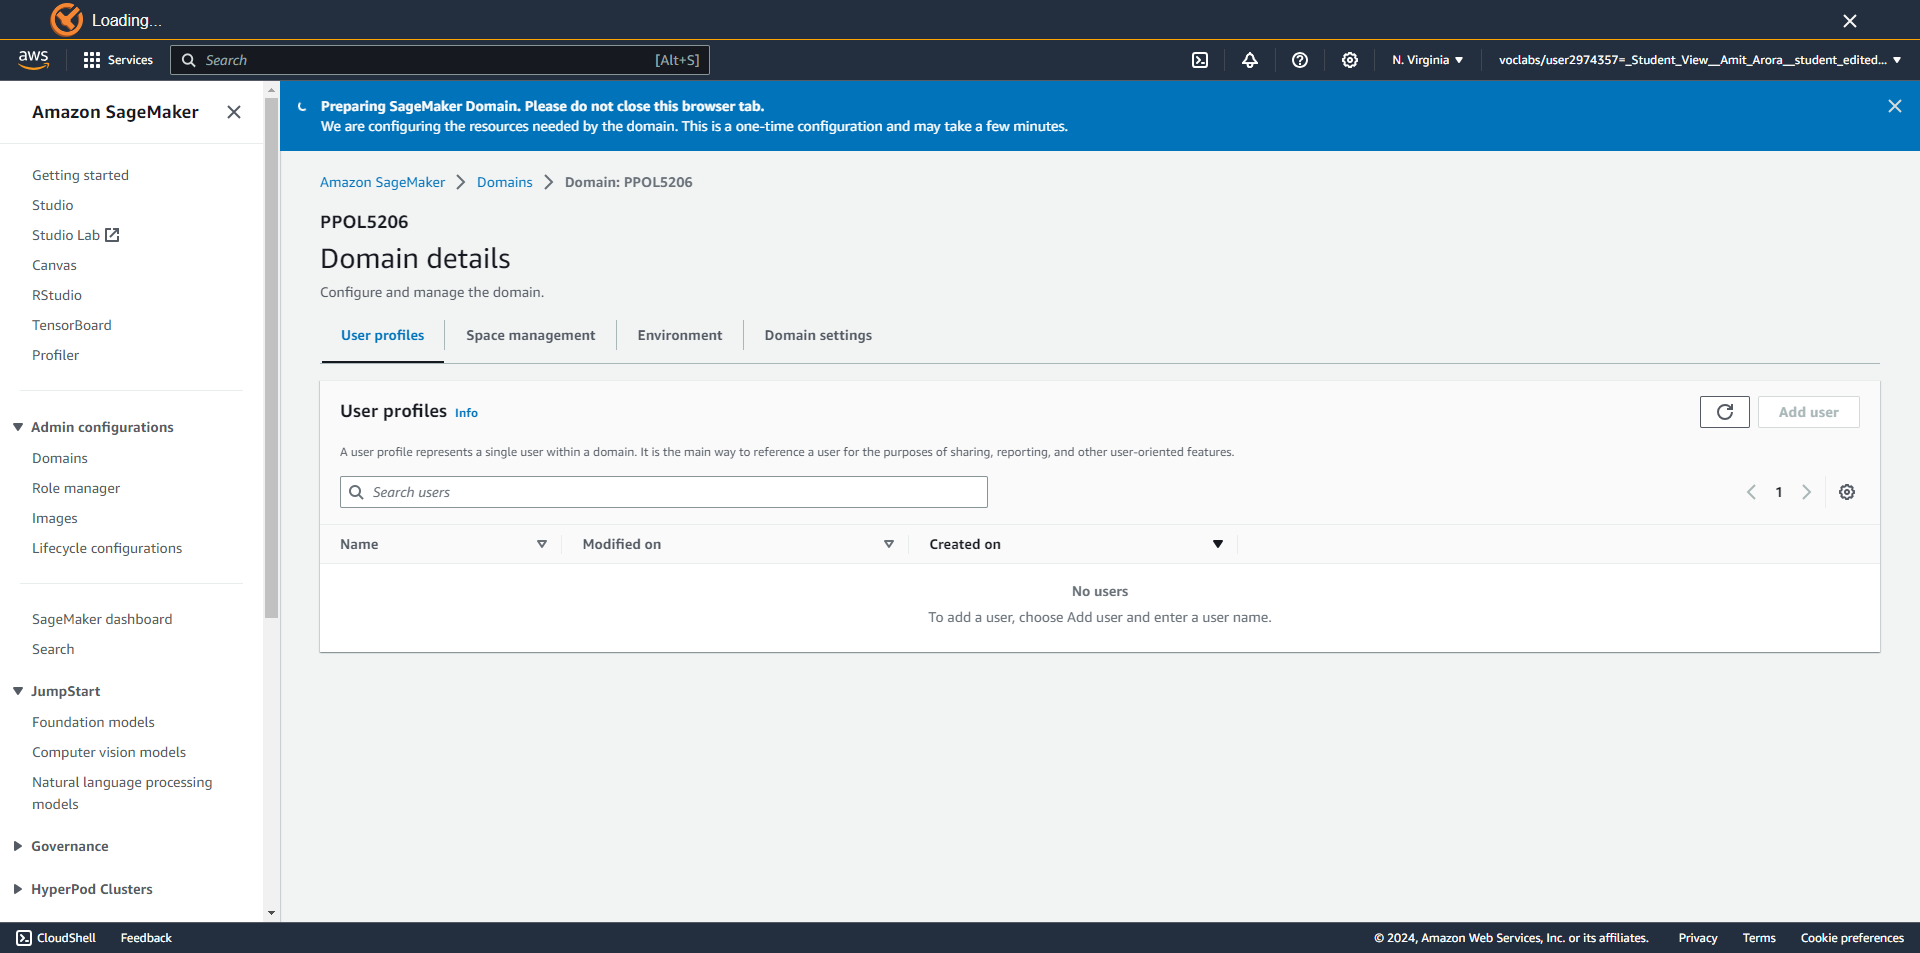 Loading...
aws
Services
Search
[Alt+S]
N. Virginia
voclabs/user2974357=_Student_View__Amit_Arora__student_edited...
Amazon SageMaker
Getting started
Studio
Studio Lab
Canvas
RStudio
TensorBoard
Profiler
Admin configurations
Domains
Role manager
Images
Lifecycle configurations
SageMaker dashboard
Search
JumpStart
Foundation models
Computer vision models
Natural language processing
models
Governance
HyperPod Clusters
Preparing SageMaker Domain. Please do not close this browser tab.
We are configuring the resources needed by the domain. This is a one-time configuration and may take a few minutes.
Amazon SageMaker
Domains
Domain: PPOL5206
PPOL5206
Domain details
Configure and manage the domain.
User profiles
Space management
Environment
Domain settings
User profiles Info
Add user
A user profile represents a single user within a domain. It is the main way to reference a user for the purposes of sharing, reporting, and other user-oriented features.
Search users
1
Name
Modified on
Created on
No users
To add a user, choose Add user and enter a user name.
CloudShell
Feedback
© 2024, Amazon Web Services, Inc. or its affiliates.
Privacy
Terms
Cookie preferences